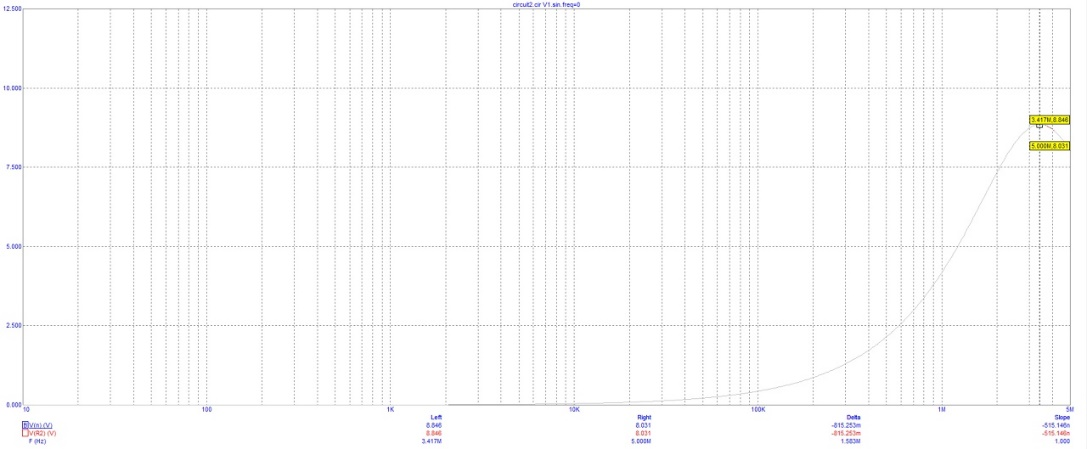 circuit2.cir V1.sin.freq=0
12.500
10.000
7.500
5.000
2.500
0.000
3.417M,8.846
5.000M,8.031
10 100 1K 10K 100K 1M 5M
Left Right Delta Slope
V(n) (V) 8.846 8.031 -815.253m -515.146n
V(R2) (V) 8.846 8.031 -815.253m -515.146n
F (Hz) 3.417M 5.000M 1.583M 1.000